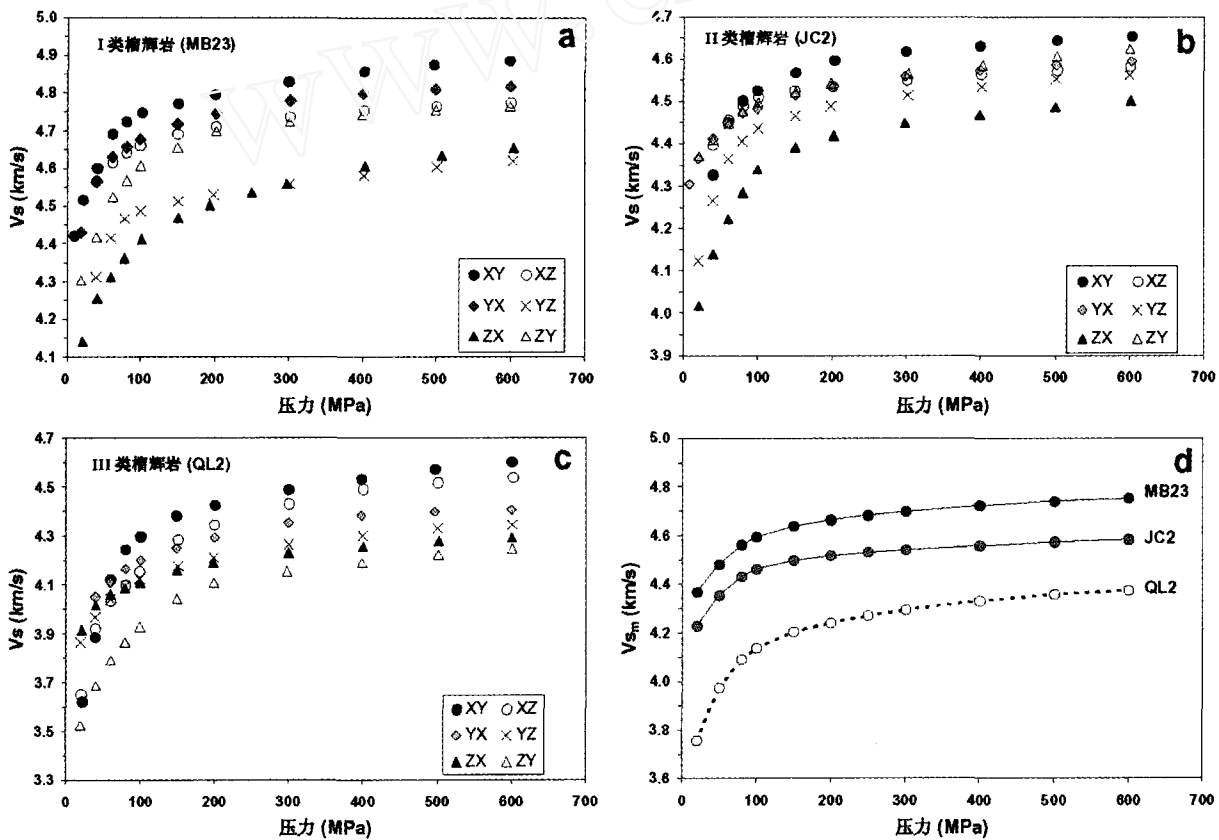 I 类榴辉岩 (MB23)
a
Vs (km/s)
5.0
4.9
4.8
4.7
4.6
4.5
4.4
4.3
4.2
4.1
0 100 200 300 400 500 600 700
压力 (MPa)
XY XZ
YX YZ
ZX ZY
II 类榴辉岩 (JC2)
b
Vs (km/s)
4.7
4.6
4.5
4.4
4.3
4.2
4.1
4.0
3.9
0 100 200 300 400 500 600 700
压力 (MPa)
XY XZ
YX YZ
ZX ZY
III 类榴辉岩 (QL2)
c
Vs (km/s)
4.7
4.5
4.3
4.1
3.9
3.7
3.5
3.3
0 100 200 300 400 500 600 700
压力 (MPa)
XY XZ
YX YZ
ZX ZY
d
MB23
JC2
QL2
Vsm (km/s)
5.0
4.8
4.6
4.4
4.2
4.0
3.8
3.6
0 100 200 300 400 500 600 700
压力 (MPa)